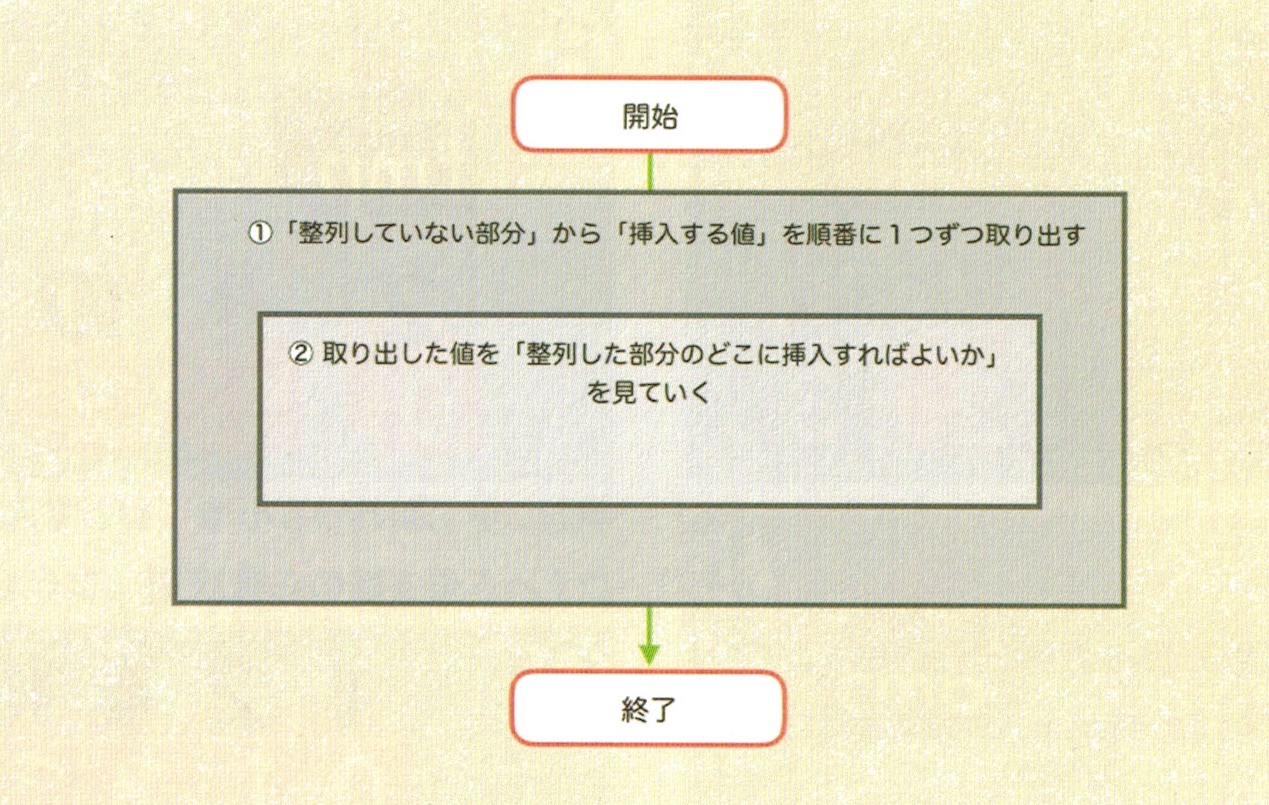 開始
①「整列していない部分」から「挿入する値」を順番に1つずつ取り出す
② 取り出した値を「整列した部分のどこに挿入すればよいか」
を見ていく
終了